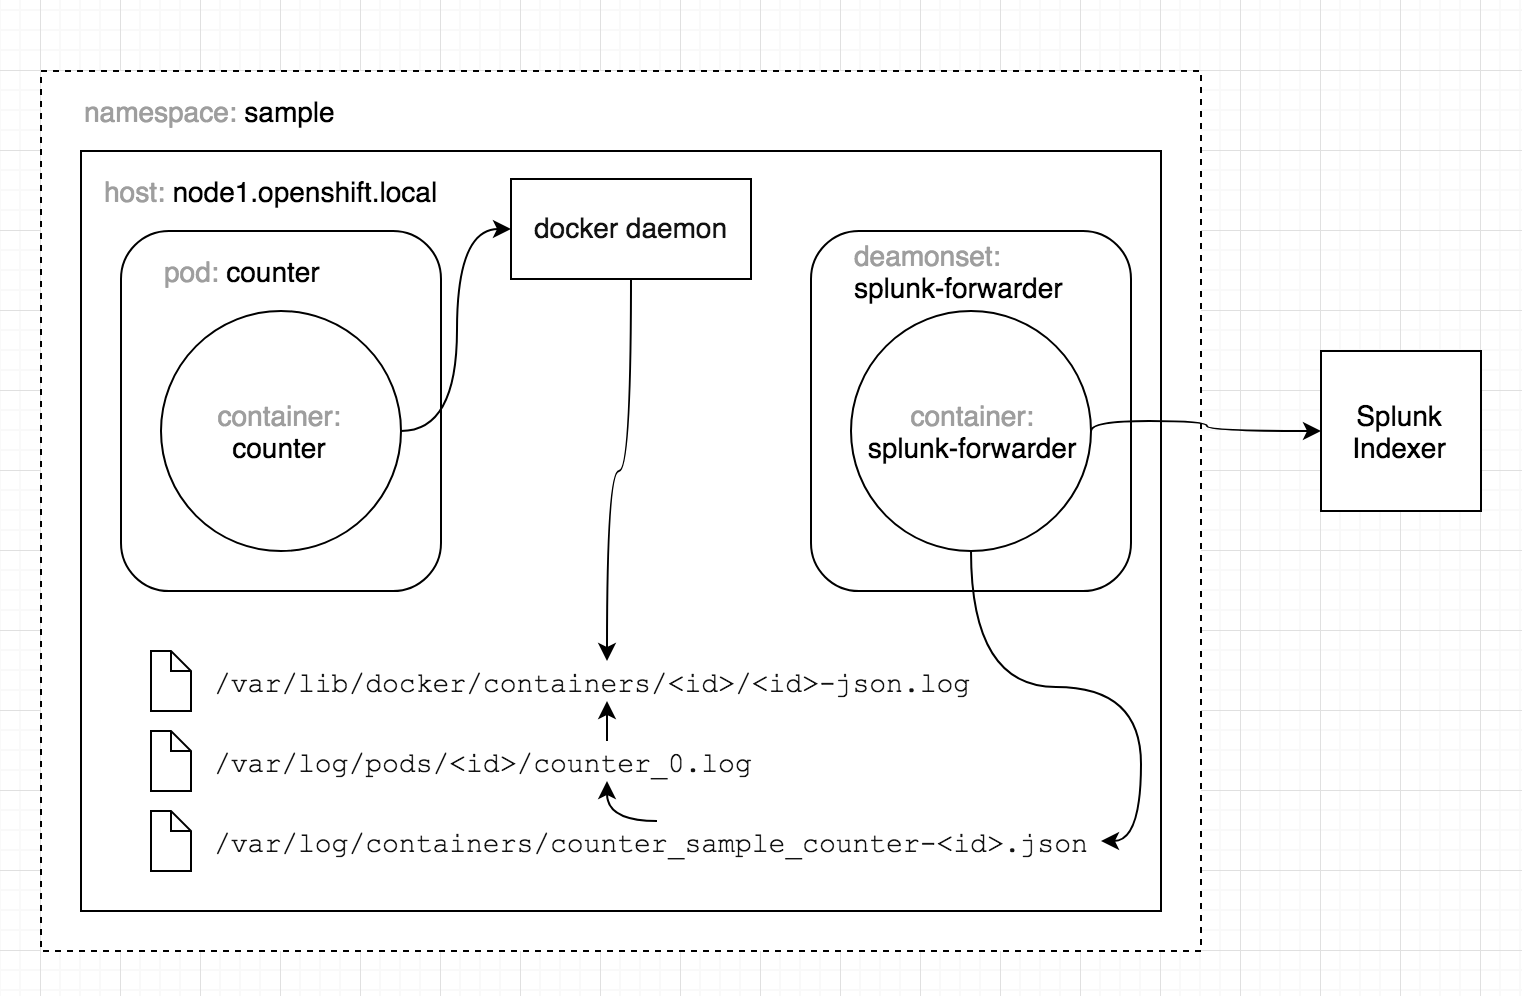 namespace: sample
host: node1.openshift.local
docker daemon
pod: counter
container:
counter
deamonset:
splunk-forwarder
container:
splunk-forwarder
Splunk
Indexer
/var/lib/docker/containers/<id>/<id>-json.log
/var/log/pods/<id>/counter_0.log
/var/log/containers/counter_sample_counter-<id>.json